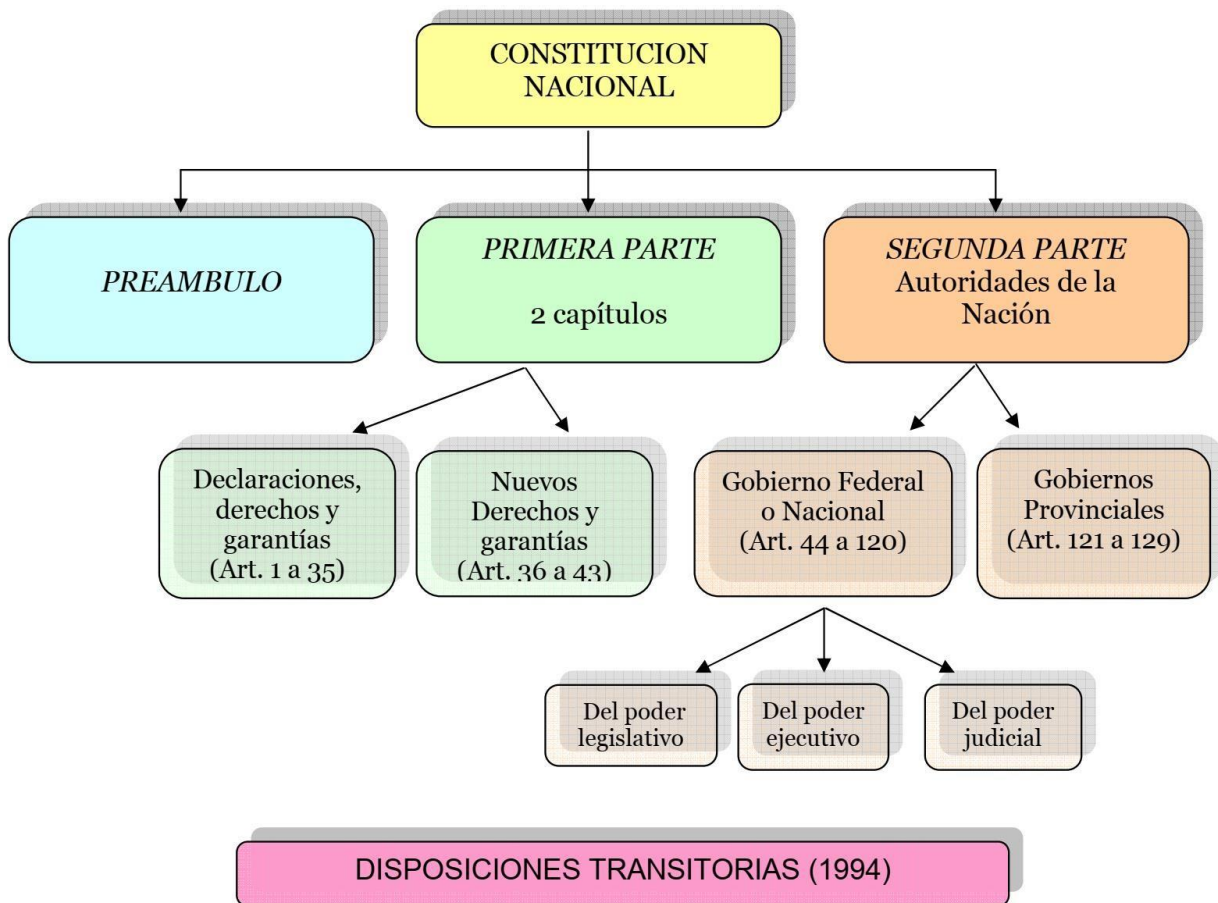 CONSTITUCION
NACIONAL
PREAMBULO
PRIMERA PARTE
2 capítulos
SEGUNDA PARTE
Autoridades de la
Nación
Declaraciones,
derechos y
garantías
(Art. 1 a 35)
Nuevos
Derechos y
garantías
(Art. 36 a 43)
Gobierno Federal
o Nacional
(Art. 44 a 120)
Gobiernos
Provinciales
(Art. 121 a 129)
Del poder
legislativo
Del poder
ejecutivo
Del poder
judicial
DISPOSICIONES TRANSITORIAS (1994)